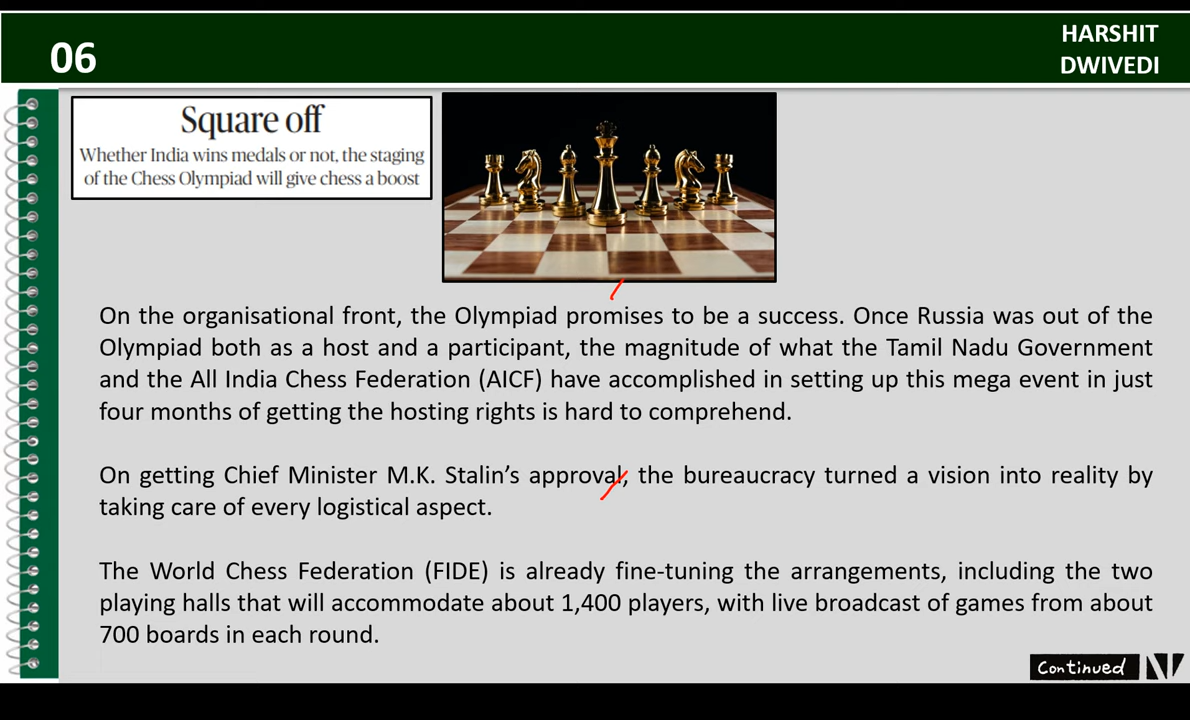 06
HARSHIT
DWIVEDI
Square off
Whether India wins medals or not, the staging
of the Chess Olympiad will give chess a boost
On the organisational front, the Olympiad promises to be a success. Once Russia was out of the
Olympiad both as a host and a participant, the magnitude of what the Tamil Nadu Government
and the All India Chess Federation (AICF) have accomplished in setting up this mega event in just
four months of getting the hosting rights is hard to comprehend.
On getting Chief Minister M.K. Stalin’s approval, the bureaucracy turned a vision into reality by
taking care of every logistical aspect.
The World Chess Federation (FIDE) is already fine-tuning the arrangements, including the two
playing halls that will accommodate about 1,400 players, with live broadcast of games from about
700 boards in each round.
Continued